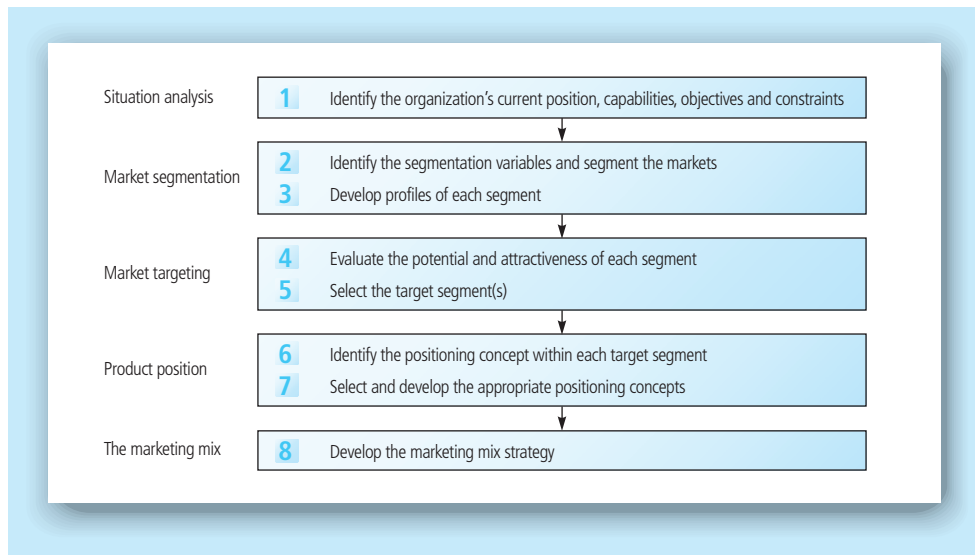 Situation analysis
1 Identify the organization's current position, capabilities, objectives and constraints
Market segmentation
2 Identify the segmentation variables and segment the markets
3 Develop profiles of each segment
Market targeting
4 Evaluate the potential and attractiveness of each segment
5 Select the target segment(s)
Product position
6 Identify the positioning concept within each target segment
7 Select and develop the appropriate positioning concepts
The marketing mix
8 Develop the marketing mix strategy